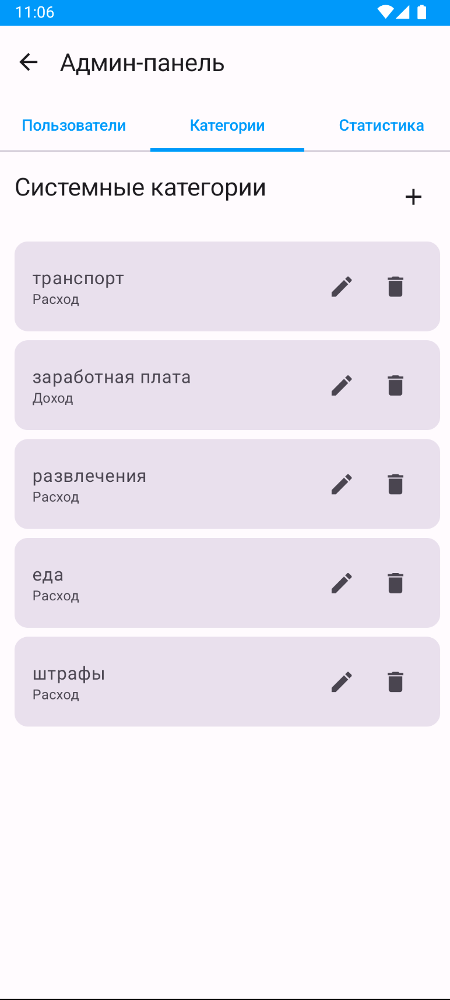 11:06
Админ-панель
Пользователи Категории Статистика
Системные категории
транспорт
Расход
заработная плата
Доход
развлечения
Расход
еда
Расход
штрафы
Расход